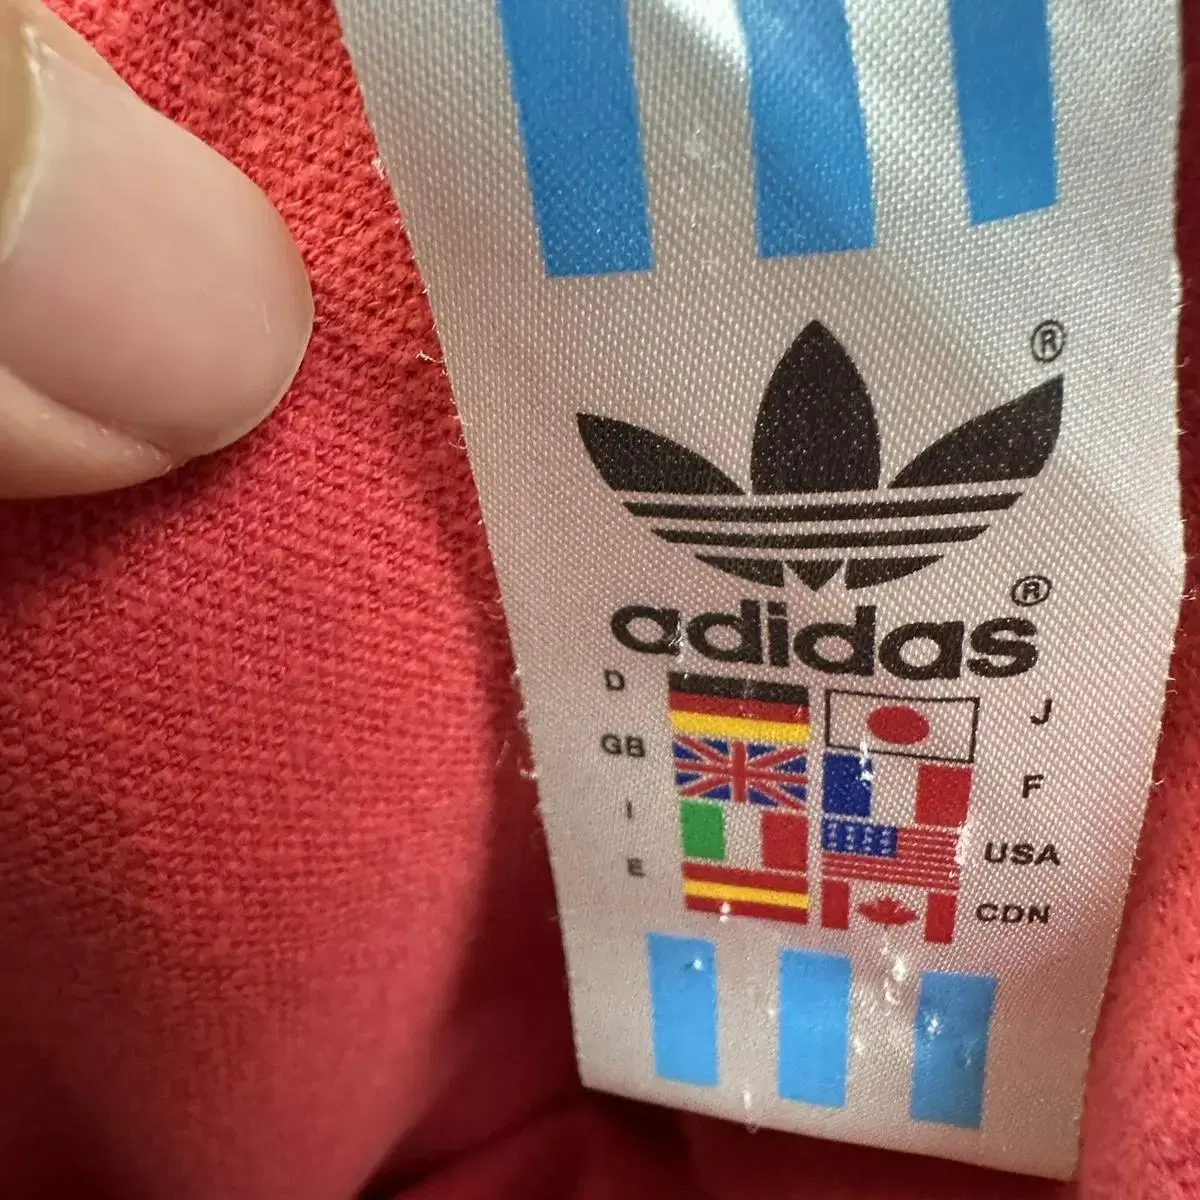 ®
adidas®
D J
GB F
I USA
E CDN